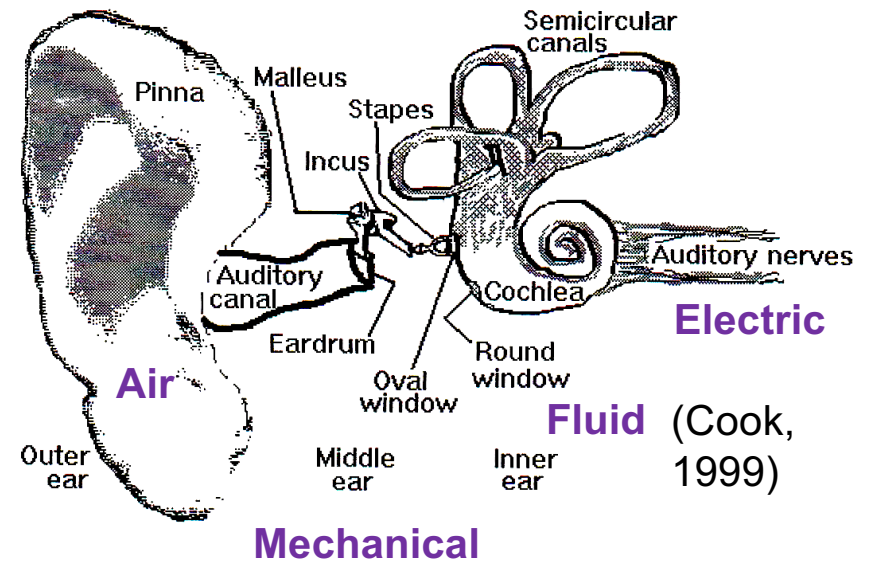 Semicircular
canals
Pinna
Malleus
Stapes
Incus
Auditory
canal
Auditory nerves
Cochlea
Electric
Eardrum
Round
window
Air
Oval
window
Fluid
(Cook,
1999)
Outer
ear
Middle
ear
Inner
ear
Mechanical